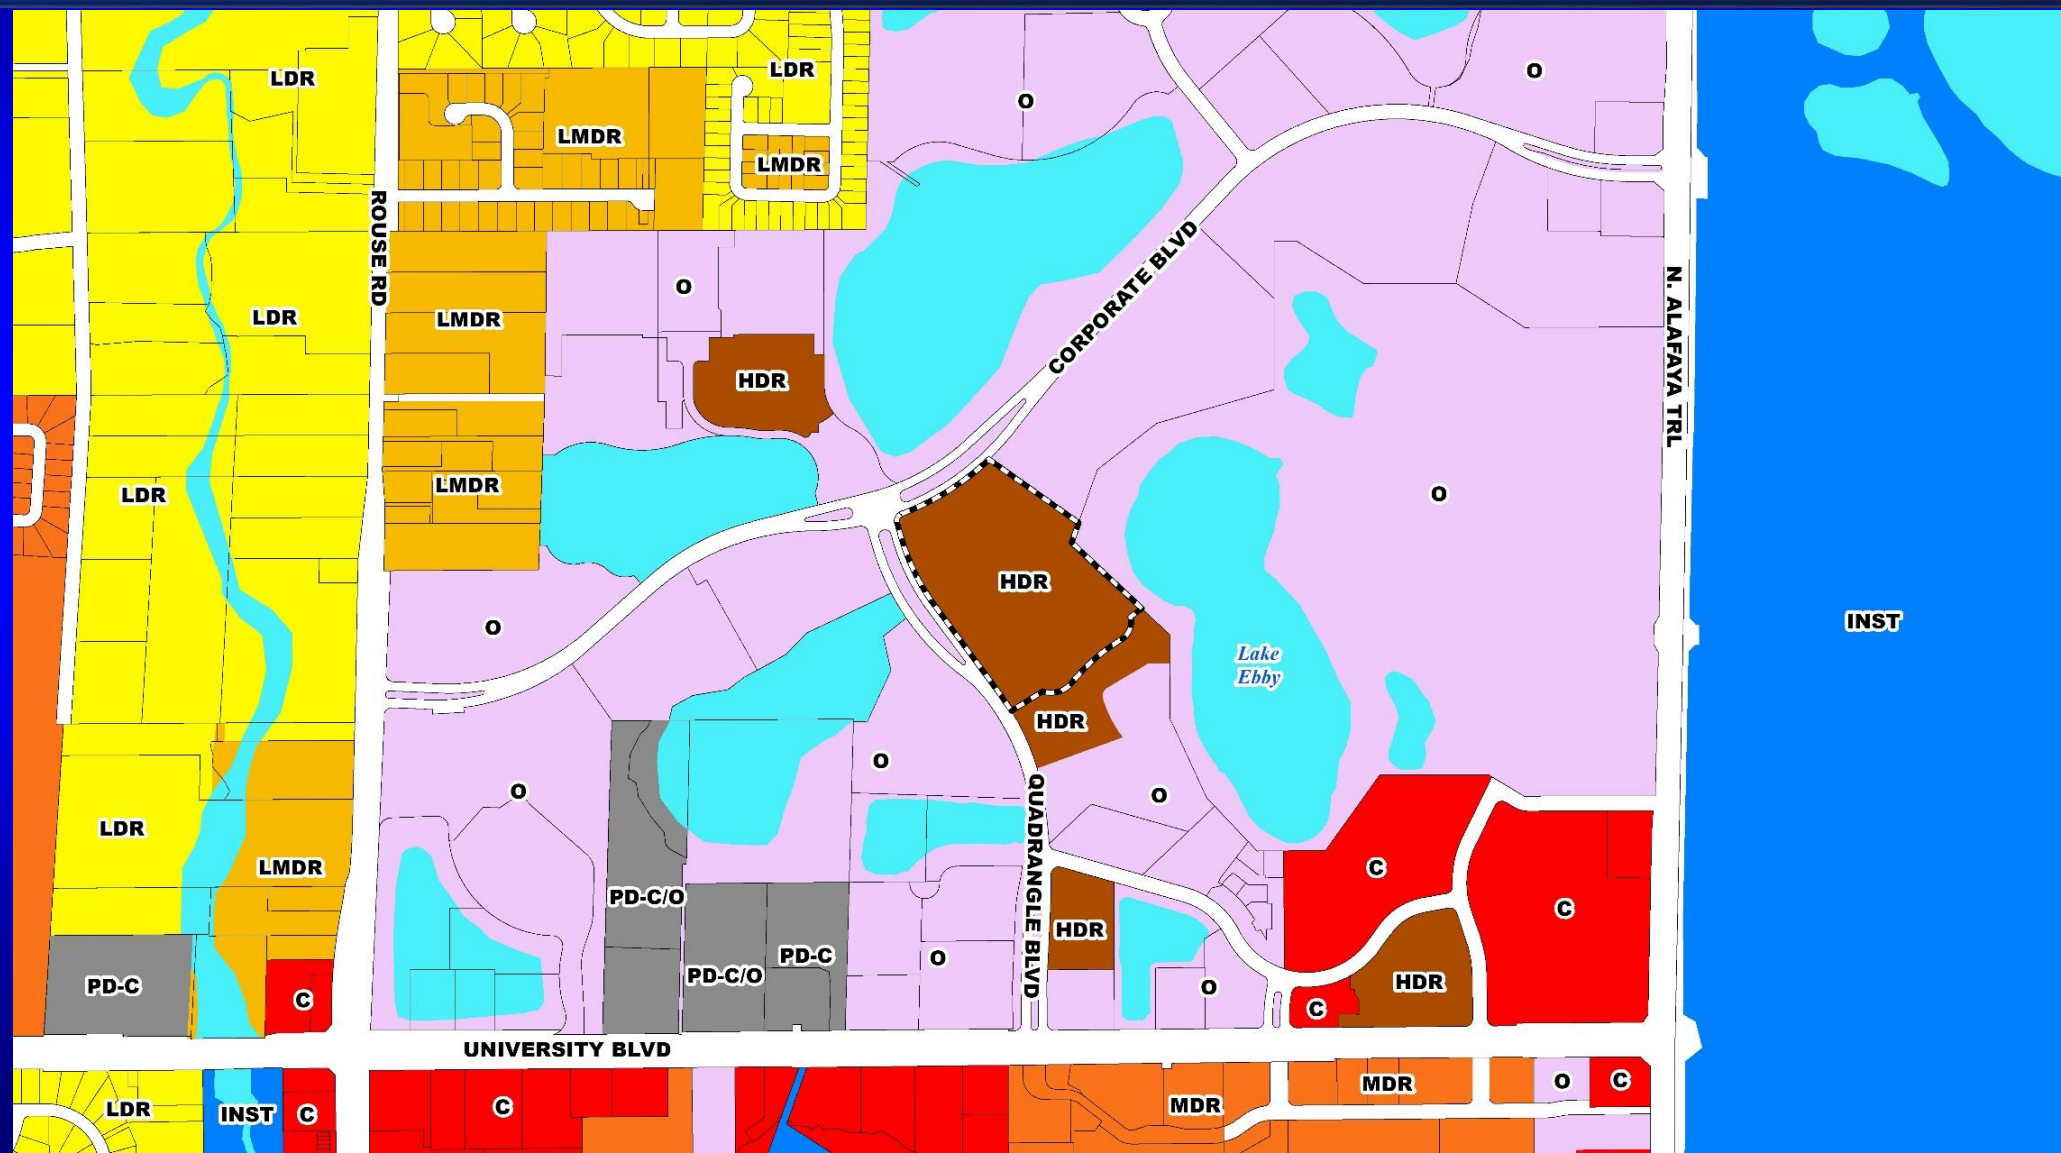 LDR
LDR
O
O
LMDR
LMDR
ROUSE RD
O
LDR
LMDR
CORPORATE BLVD
N. ALAFAYA TRL
HDR
LDR
LMDR
O
HDR
O
INST
Lake
Ebby
HDR
O
O
O
LDR
LMDR
QUADRANGLE BLVD
C
PD-C/O
C
HDR
PD-C
O
PD-C/O
PD-C
HDR
O
C
C
UNIVERSITY BLVD
LDR
INST
C
C
MDR
MDR
O
C